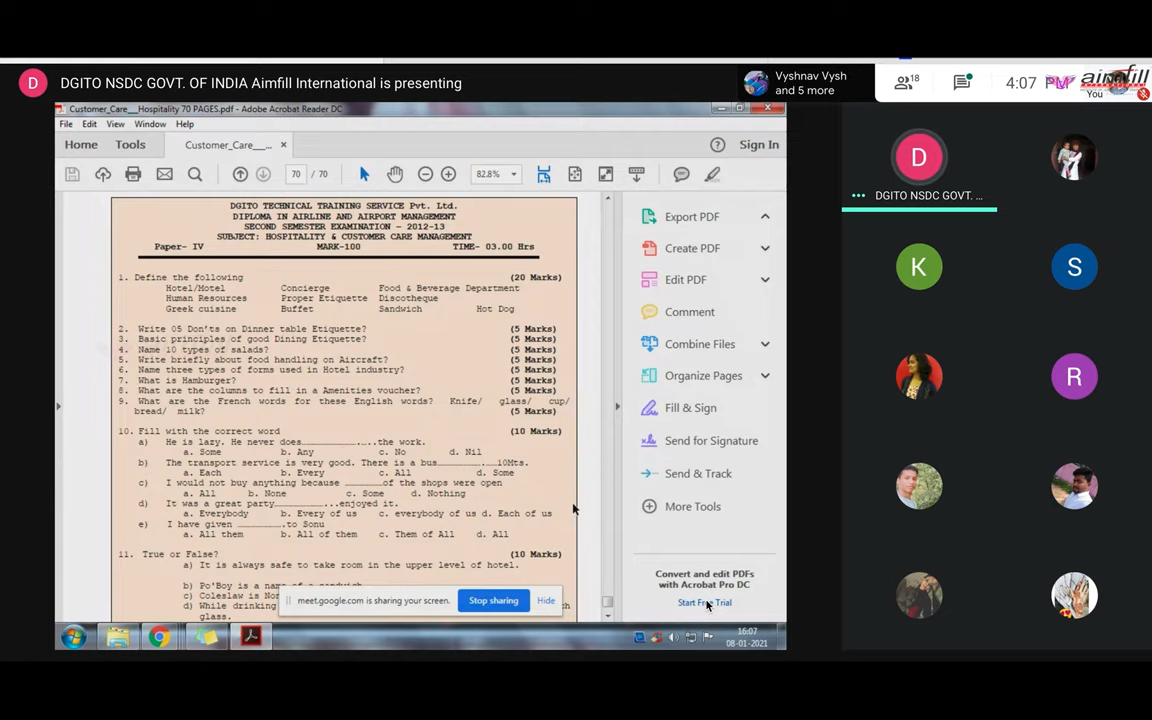 D DGITO NSDC GOVT. OF INDIA Aimfill International is presenting
Vyshnav Vysh
and 5 more
18
4:07 PM
aimfill
You
Customer_Care__Hospitality 70 PAGES.pdf - Adobe Acrobat Reader DC
File Edit View Window Help
Home Tools Customer_Care__... × Sign In
70 / 70 82.8%
DGITO TECHNICAL TRAINING SERVICE Pvt. Ltd.
DIPLOMA IN AIRLINE AND AIRPORT MANAGEMENT
SECOND SEMESTER EXAMINATION - 2012-13
SUBJECT: HOSPITALITY & CUSTOMER CARE MANAGEMENT
Paper- IV MARK-100 TIME- 03.00 Hrs
1. Define the following (20 Marks)
Hotel/Motel Concierge Food & Beverage Department
Human Resources Proper Etiquette Discotheque
Greek cuisine Buffet Sandwich Hot Dog
2. Write 05 Don'ts on Dinner table Etiquette? (5 Marks)
3. Basic principles of good Dining Etiquette? (5 Marks)
4. Name 10 types of salads? (5 Marks)
5. Write briefly about food handling on Aircraft? (5 Marks)
6. Name three types of forms used in Hotel industry? (5 Marks)
7. What is Hamburger? (5 Marks)
8. What are the columns to fill in a Amenities voucher? (5 Marks)
9. What are the French words for these English words? Knife/ glass/ cup/
bread/ milk? (5 Marks)
10. Fill with the correct word (10 Marks)
a) He is lazy. He never does..................the work.
a. Some b. Any c. No d. Nil
b) The transport service is very good. There is a bus.............10Mts.
a. Each b. Every c. All d. Some
c) I would not buy anything because ..........of the shops were open
a. All b. None c. Some d. Nothing
d) It was a great party................enjoyed it.
a. Everybody b. Every of us c. everybody of us d. Each of us
e) I have given ............to Sonu
a. All them b. All of them c. Them of All d. All
11. True or False? (10 Marks)
a) It is always safe to take room in the upper level of hotel.
b) Po'Boy is a name of a sandwich
c) Coleslaw is
d) While drinking
glass.
meet.google.com is sharing your screen. Stop sharing Hide
Export PDF
Create PDF
Edit PDF
Comment
Combine Files
Organize Pages
Fill & Sign
Send for Signature
Send & Track
More Tools
Convert and edit PDFs
with Acrobat Pro DC
Start Free Trial
16:07
08-01-2021
D
DGITO NSDC GOVT. ...
K
S
R